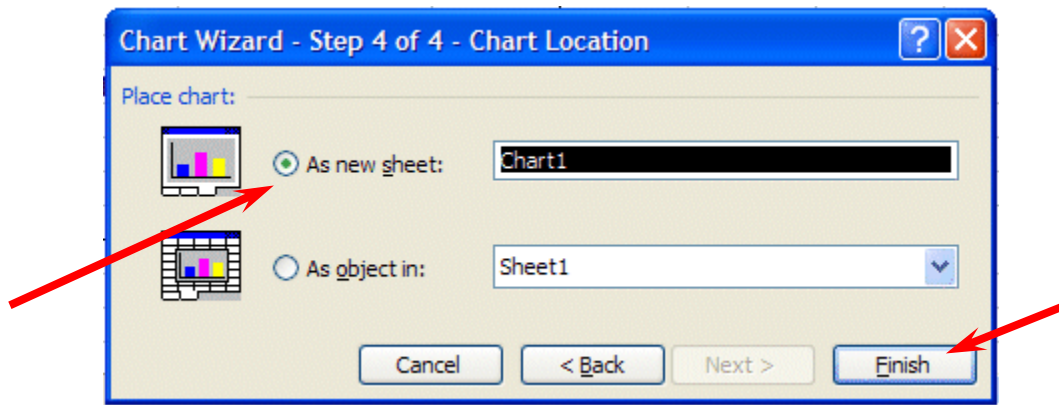 Chart Wizard - Step 4 of 4 - Chart Location ?
Place chart:
As new sheet: Chart1
As object in: Sheet1
Cancel < Back Next > Finish